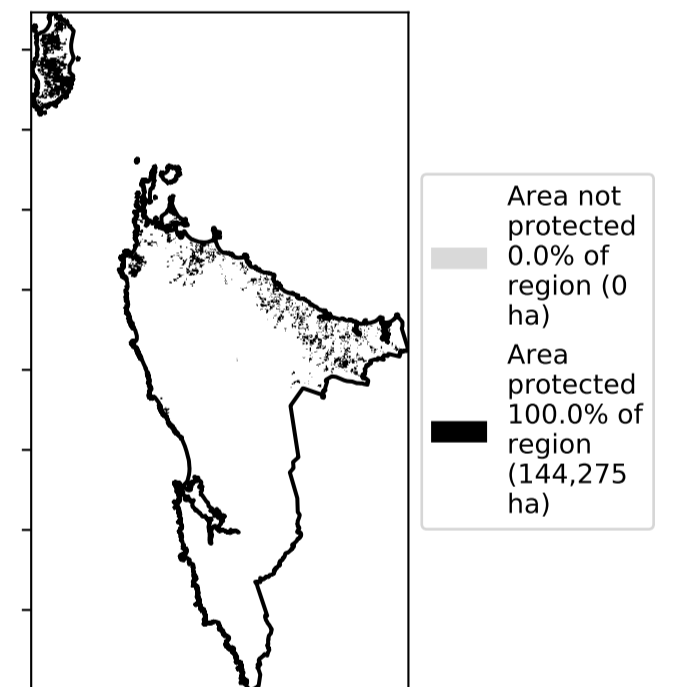 Area not
protected
0.0% of
region (0
ha)
Area
protected
100.0% of
region
(144,275
ha)